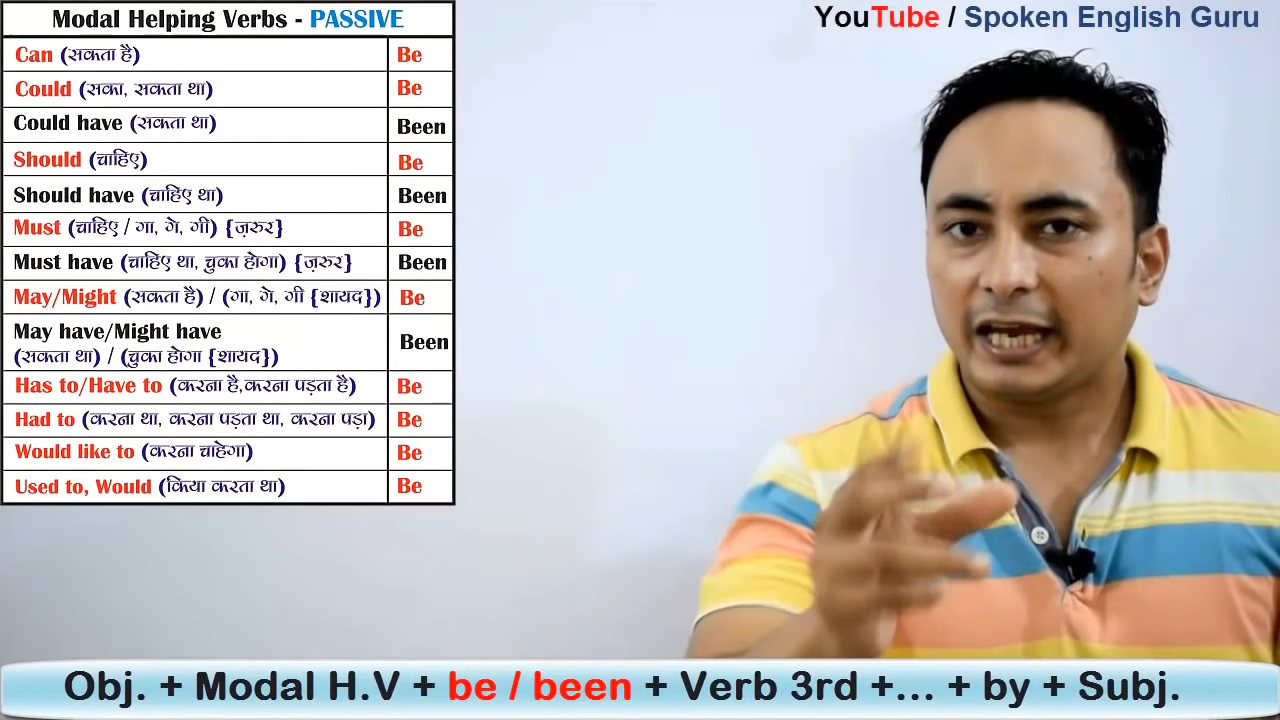 Modal Helping Verbs - PASSIVE
YouTube / Spoken English Guru
Can (सकता है) Be
Could (सका, सकता था) Be
Could have (सकता था) Been
Should (चाहिए) Be
Should have (चाहिए था) Been
Must (चाहिए / गा, गे, गी) {ज़रुर} Be
Must have (चाहिए था, चुका होगा) {ज़रुर} Been
May/Might (सकता है) / (गा, गे, गी {शायद}) Be
May have/Might have
(सकता था) / (चुका होगा {शायद}) Been
Has to/Have to (करना है,करना पड़ता है) Be
Had to (करना था, करना पड़ता था, करना पड़ा) Be
Would like to (करना चाहेगा) Be
Used to, Would (किया करता था) Be
Obj. + Modal H.V + be / been + Verb 3rd +... + by + Subj.